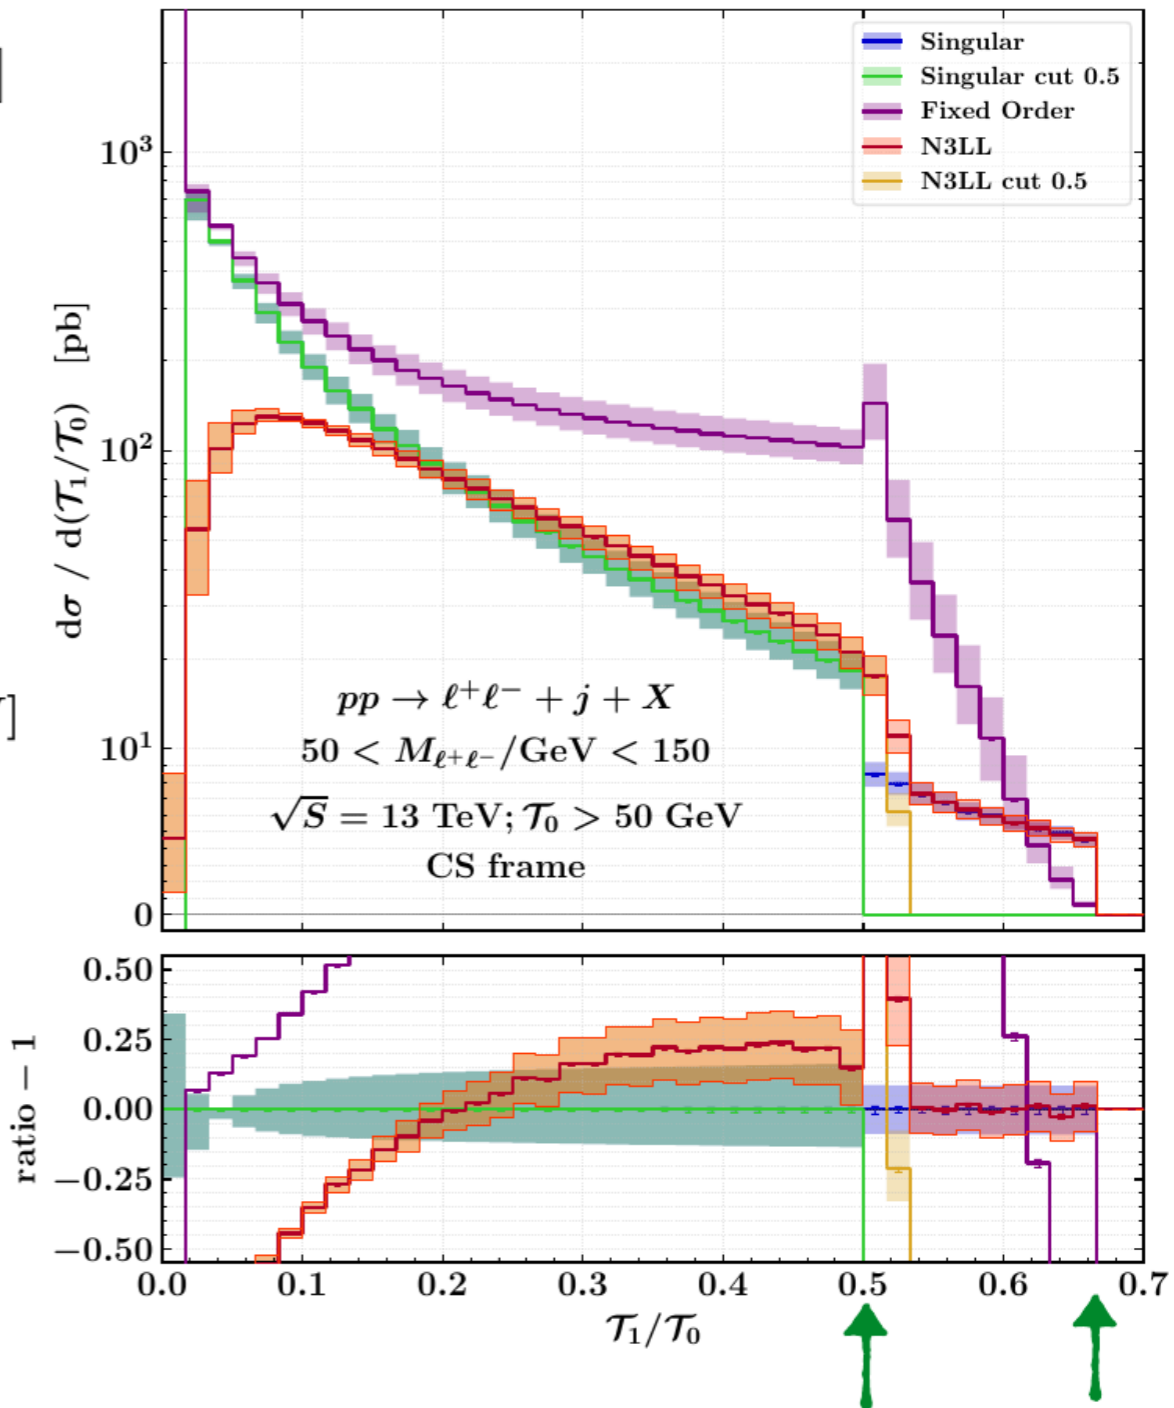 ]
Singular
Singular cut 0.5
Fixed Order
N3LL
N3LL cut 0.5
10³
10²
10¹
0
dσ / d(𝒯₁/𝒯₀) [pb]
pp → ℓ⁺ℓ⁻ + j + X
50 < M_{ℓ⁺ℓ⁻}/GeV < 150
√S = 13 TeV; 𝒯₀ > 50 GeV
CS frame
]
0.50
0.25
0.00
−0.25
−0.50
ratio − 1
0.0 0.1 0.2 0.3 0.4 0.5 0.6 0.7
𝒯₁/𝒯₀